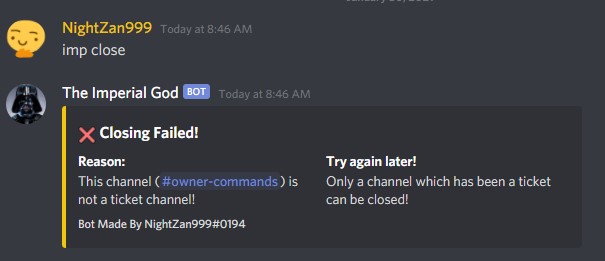 NightZan999 Today at 8:46 AM
imp close
The Imperial God BOT Today at 8:46 AM
❌ Closing Failed!
Reason:
This channel (#owner-commands) is
not a ticket channel!
Try again later!
Only a channel which has been a ticket
can be closed!
Bot Made By NightZan999#0194